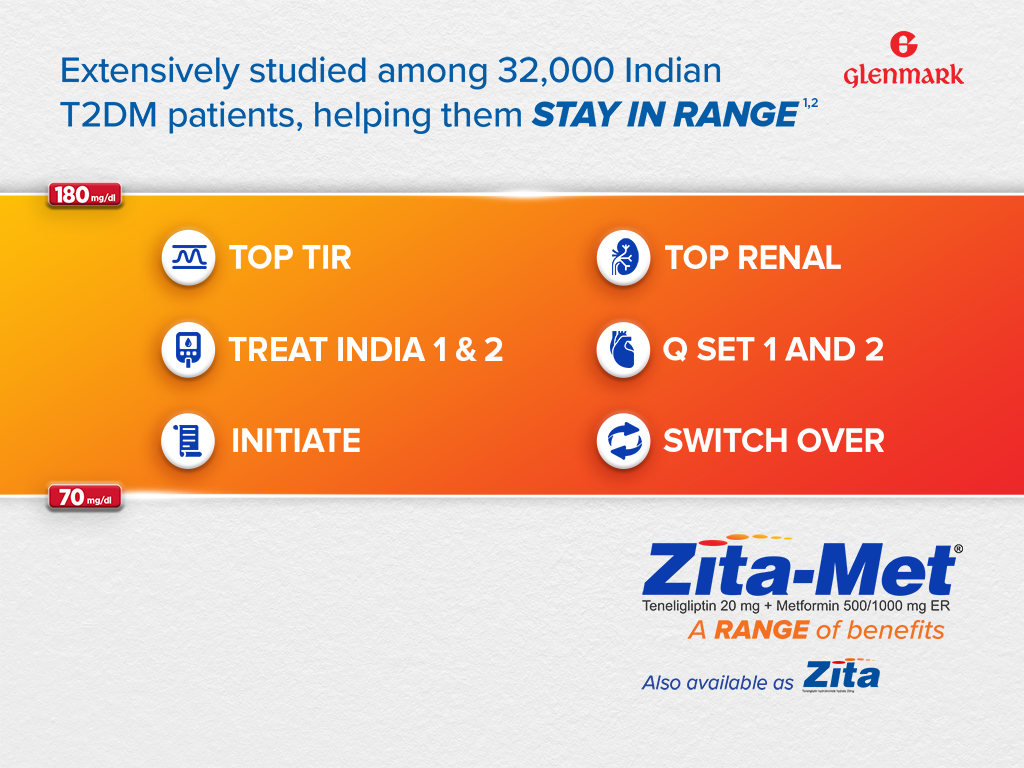 Extensively studied among 32,000 Indian
T2DM patients, helping them STAY IN RANGE 1,2
GLENMARK
180 mg/dl
TOP TIR
TOP RENAL
TREAT INDIA 1 & 2
Q SET 1 AND 2
INITIATE
SWITCH OVER
70 mg/dl
Zita-Met®
Teneligliptin 20 mg + Metformin 500/1000 mg ER
A RANGE of benefits
Also available as Zita